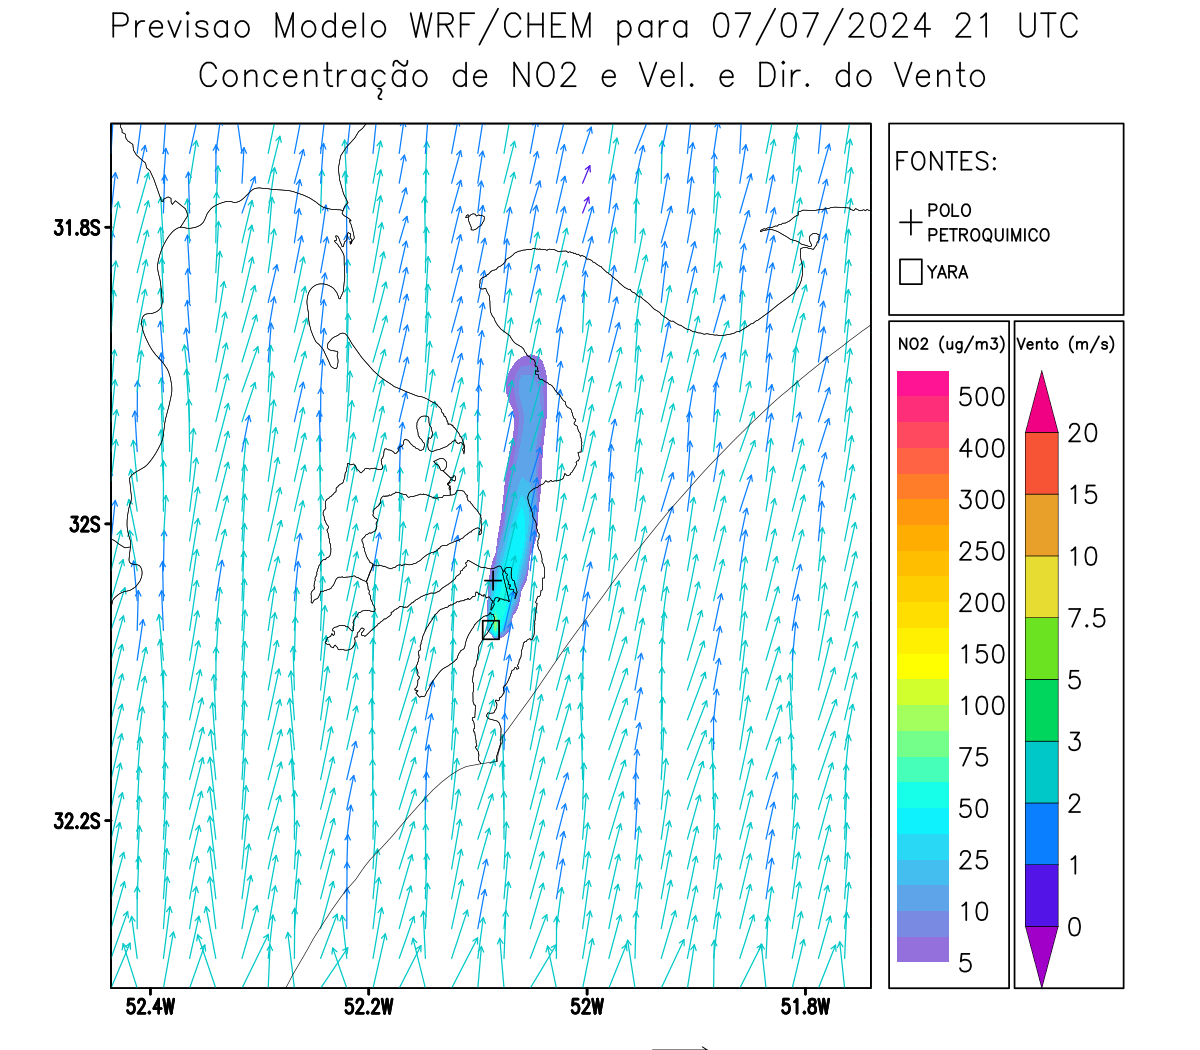 Previsao Modelo WRF/CHEM para 07/07/2024 21 UTC
Concentração de NO2 e Vel. e Dir. do Vento
FONTES:
POLO
PETROQUIMICO
YARA
31.8S
32S
32.2S
52.4W
52.2W
52W
51.8W
NO2 (ug/m3)
500
400
300
250
200
150
100
75
50
25
10
5
Vento (m/s)
20
15
10
7.5
5
3
2
1
0